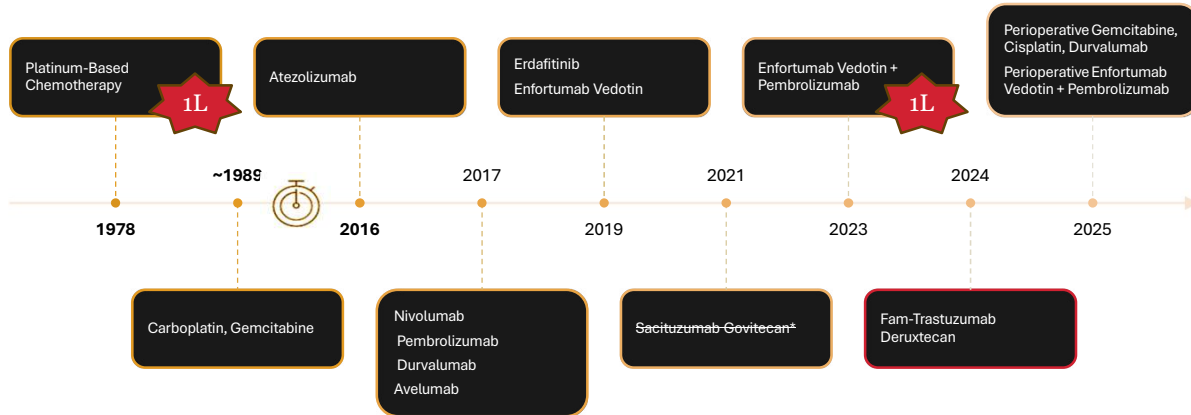 Platinum-Based
Chemotherapy
1L
Atezolizumab
Erdafitinib
Enfortumab Vedotin
Enfortumab Vedotin +
Pembrolizumab
1L
Perioperative Gemcitabine,
Cisplatin, Durvalumab
Perioperative Enfortumab
Vedotin + Pembrolizumab
~1989
2017
2021
2024
1978
2016
2019
2023
2025
Carboplatin, Gemcitabine
Nivolumab
Pembrolizumab
Durvalumab
Avelumab
Sacituzumab Govitecan*
Fam-Trastuzumab
Deruxtecan